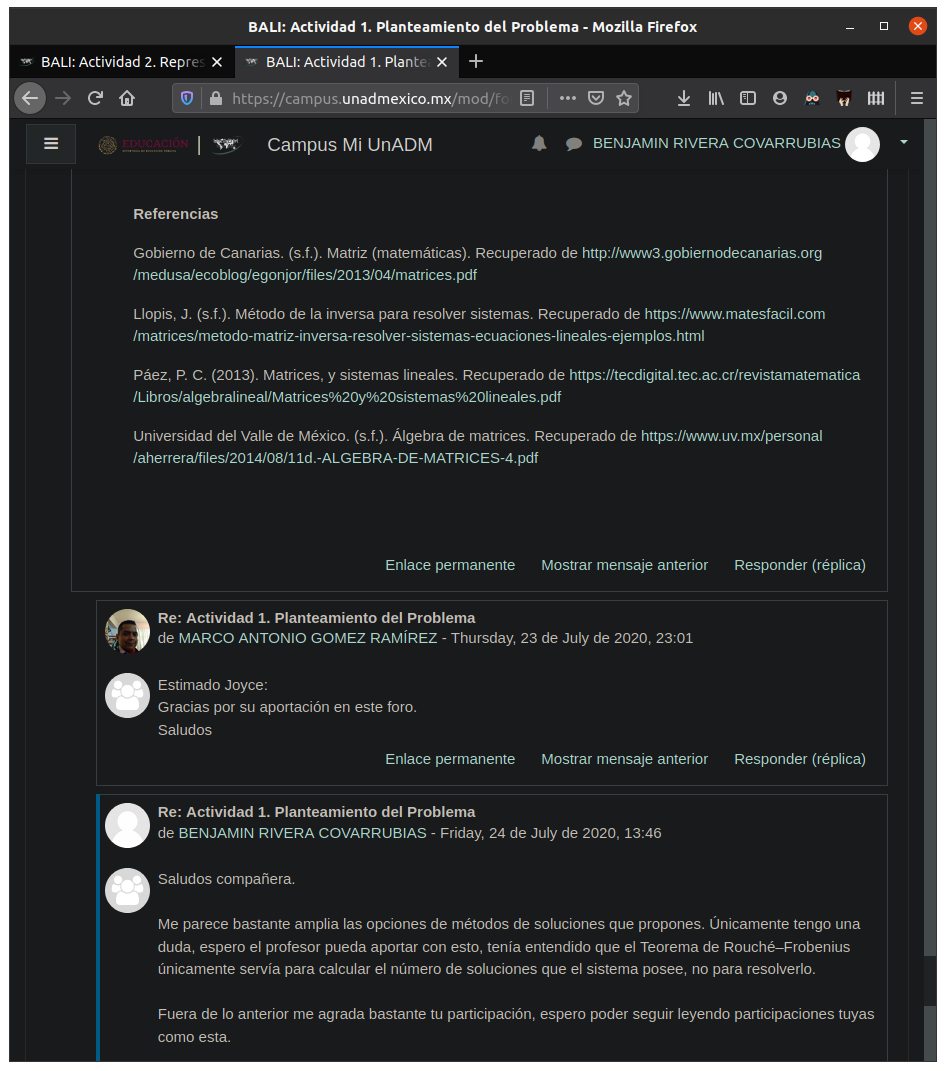 BALI: Actividad 1. Planteamiento del Problema - Mozilla Firefox
BALI: Actividad 2. Repres
BALI: Actividad 1. Plante
https://campus.unadmexico.mx/mod/fo
EDUCACIÓN
Campus Mi UnADM
BENJAMIN RIVERA COVARRUBIAS
Referencias
Gobierno de Canarias. (s.f.). Matriz (matemáticas). Recuperado de http://www3.gobiernodecanarias.org
/medusa/ecoblog/egonjor/files/2013/04/matrices.pdf
Llopis, J. (s.f.). Método de la inversa para resolver sistemas. Recuperado de https://www.matesfacil.com
/matrices/metodo-matriz-inversa-resolver-sistemas-ecuaciones-lineales-ejemplos.html
Páez, P. C. (2013). Matrices, y sistemas lineales. Recuperado de https://tecdigital.tec.ac.cr/revistamatematica
/Libros/algebralineal/Matrices%20y%20sistemas%20lineales.pdf
Universidad del Valle de México. (s.f.). Álgebra de matrices. Recuperado de https://www.uv.mx/personal
/aherrera/files/2014/08/11d.-ALGEBRA-DE-MATRICES-4.pdf
Enlace permanente Mostrar mensaje anterior Responder (réplica)
Re: Actividad 1. Planteamiento del Problema
de MARCO ANTONIO GOMEZ RAMÍREZ - Thursday, 23 de July de 2020, 23:01
Estimado Joyce:
Gracias por su aportación en este foro.
Saludos
Enlace permanente Mostrar mensaje anterior Responder (réplica)
Re: Actividad 1. Planteamiento del Problema
de BENJAMIN RIVERA COVARRUBIAS - Friday, 24 de July de 2020, 13:46
Saludos compañera.
Me parece bastante amplia las opciones de métodos de soluciones que propones. Únicamente tengo una
duda, espero el profesor pueda aportar con esto, tenía entendido que el Teorema de Rouché–Frobenius
únicamente servía para calcular el número de soluciones que el sistema posee, no para resolverlo.
Fuera de lo anterior me agrada bastante tu participación, espero poder seguir leyendo participaciones tuyas
como esta.